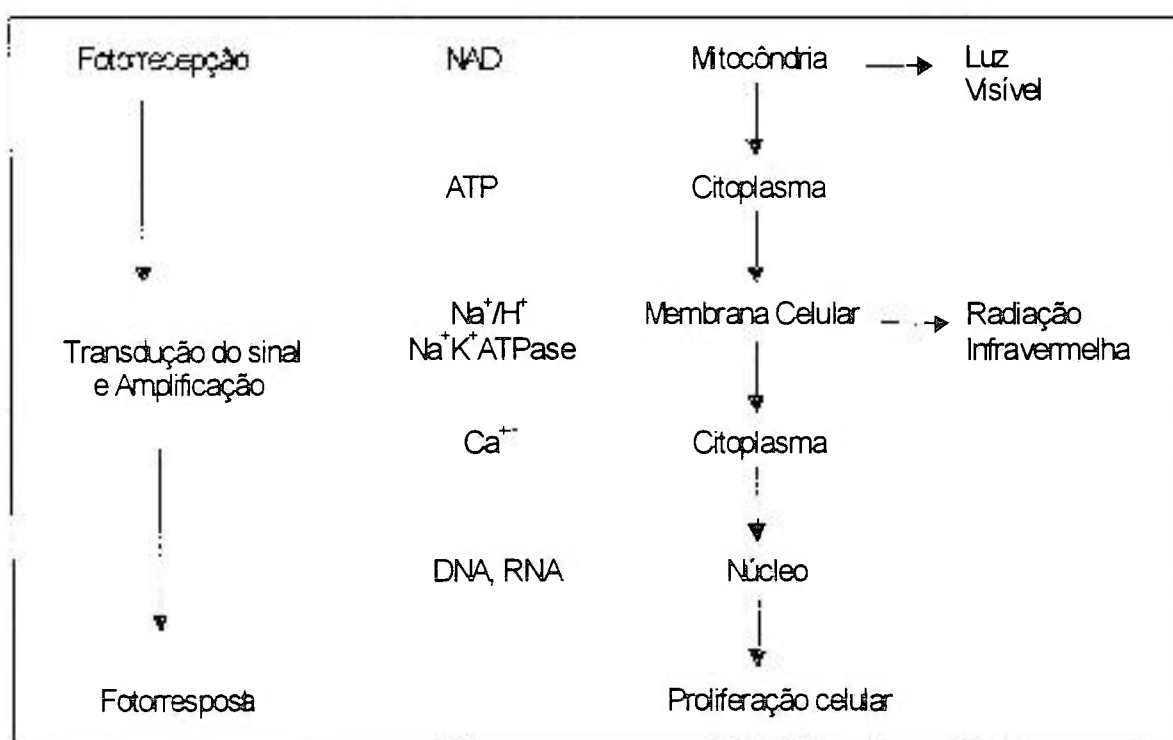 Fotorrecepção NAD Mitocôndria Luz
Visível
ATP Citoplasma
Na⁺/H⁺ Membrana Celular Radiação
Transdução do sinal Na⁺K⁺ATPase Infravermelha
e Amplificação
Ca⁺⁻ Citoplasma
DNA, RNA Núcleo
Fotorresposta Proliferação celular